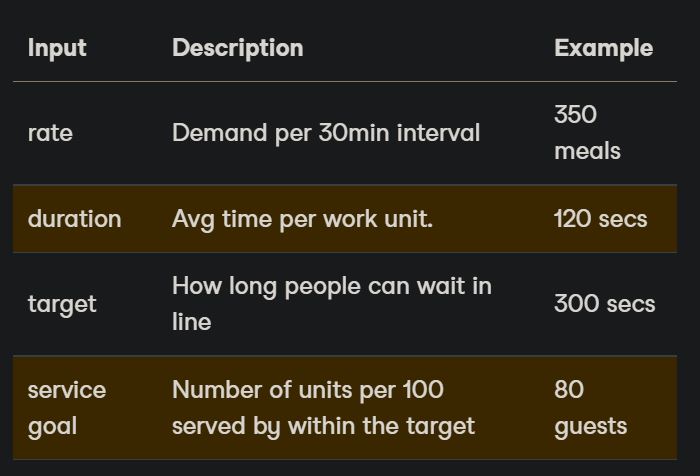 Input Description Example
rate Demand per 30min interval 350 meals
duration Avg time per work unit. 120 secs
target How long people can wait in line 300 secs
service goal Number of units per 100 served by within the target 80 guests